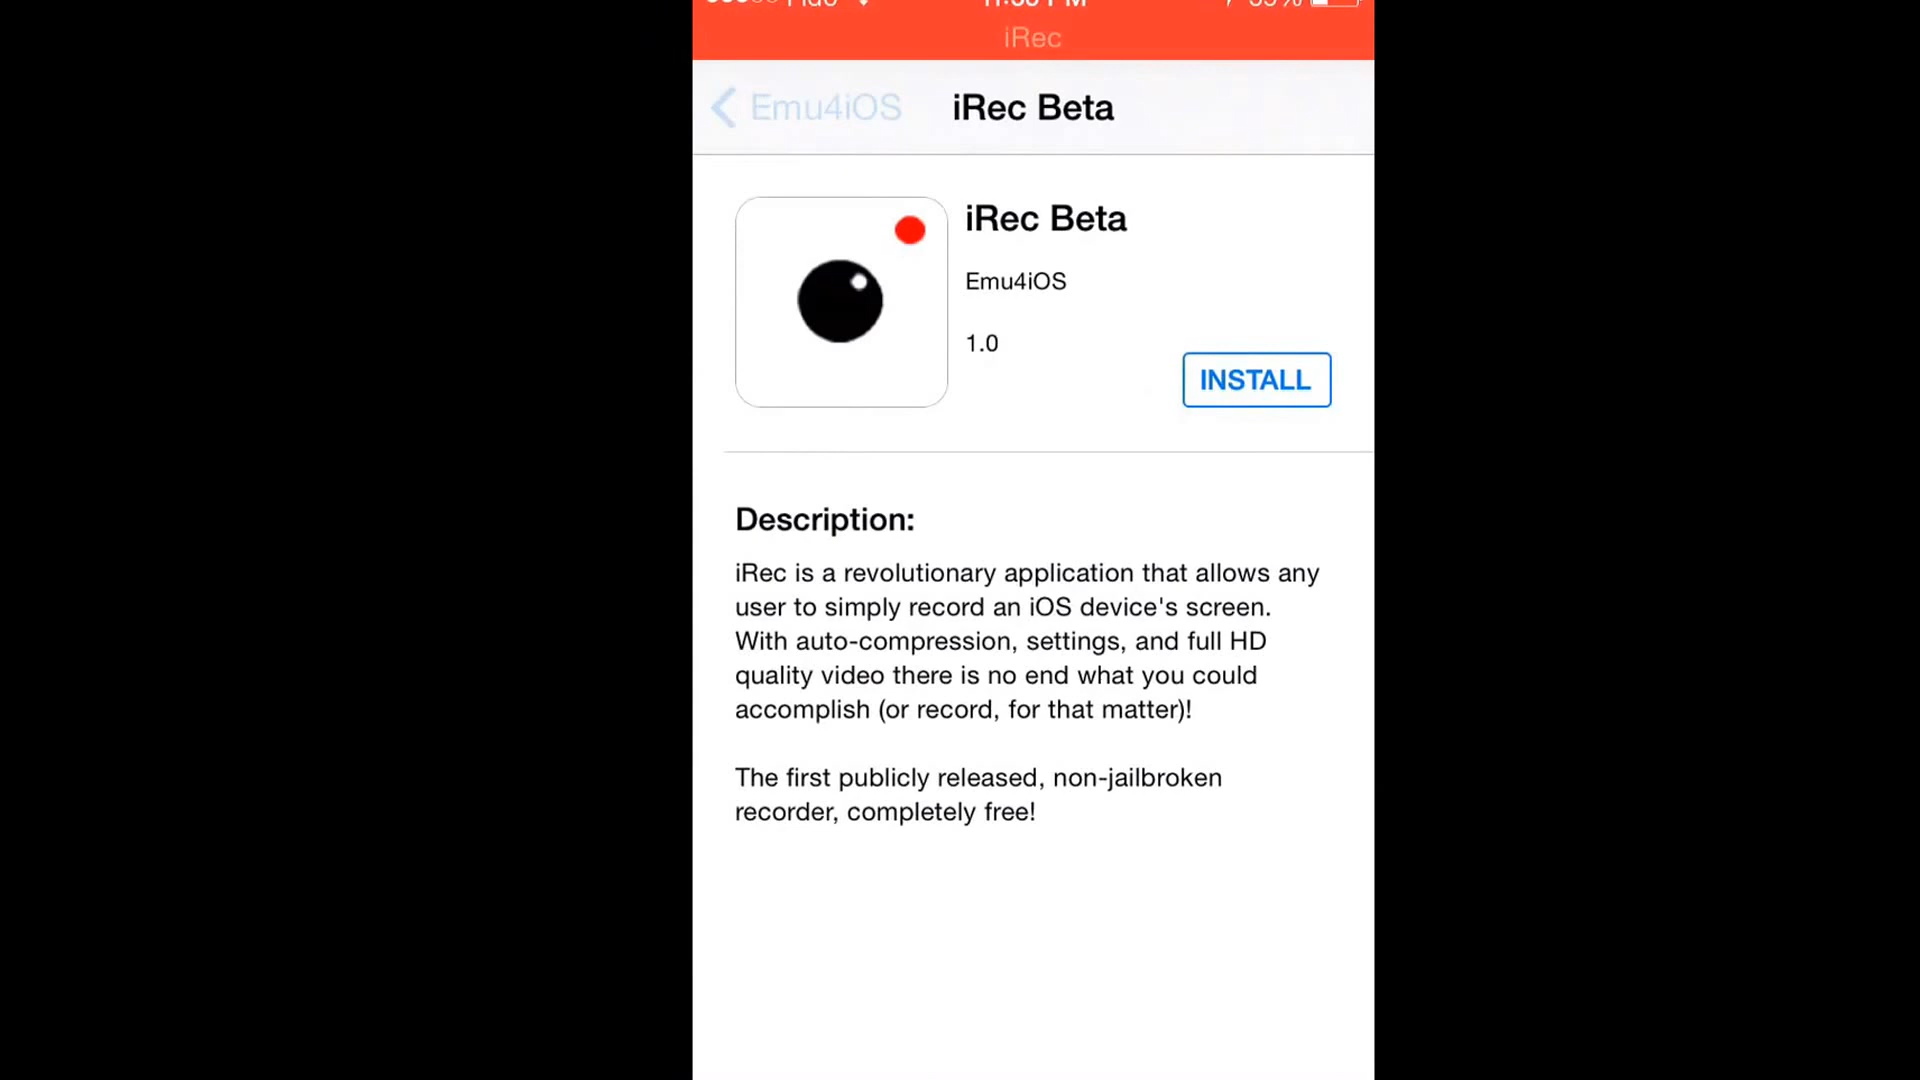 iRec
Emu4iOS
iRec Beta
iRec Beta
Emu4iOS
1.0
INSTALL
Description:
iRec is a revolutionary application that allows any
user to simply record an iOS device's screen.
With auto-compression, settings, and full HD
quality video there is no end what you could
accomplish (or record, for that matter)!
The first publicly released, non-jailbroken
recorder, completely free!